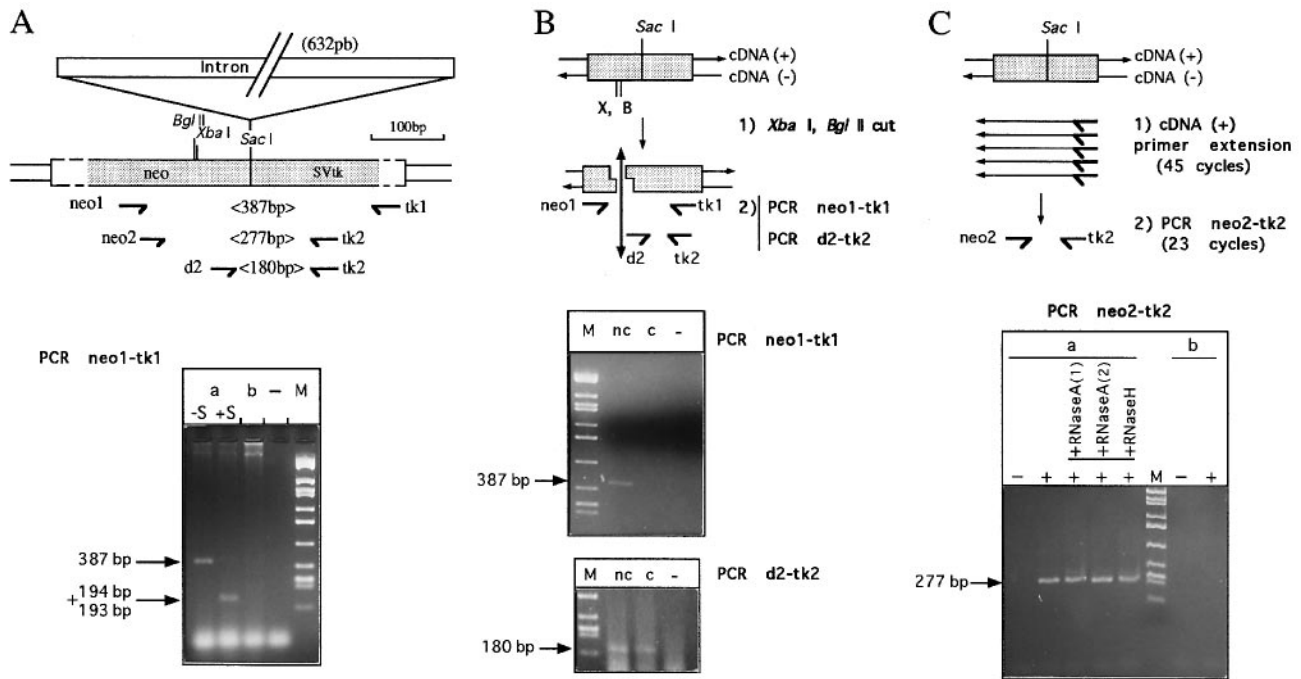 A
(632pb)
Intron
Bgl II
Xba I
Sac I
100bp
neo
SVtk
neo1
<387bp>
tk1
neo2
<277bp>
tk2
d2
<180bp>
tk2
PCR neo1-tk1
a b – M
-S +S
387 bp
+194 bp
193 bp
B
Sac I
cDNA (+)
cDNA (-)
X, B
1) Xba I, Bgl II cut
neo1
tk1
2) PCR neo1-tk1
PCR d2-tk2
d2
tk2
M nc c -
PCR neo1-tk1
387 bp
M nc c -
PCR d2-tk2
180 bp
C
Sac I
cDNA (+)
cDNA (-)
1) cDNA (+)
primer extension
(45 cycles)
neo2
tk2
2) PCR neo2-tk2
(23 cycles)
PCR neo2-tk2
a
b
+RNaseA(1)
+RNaseA(2)
+RNaseH
– + + + + M – +
277 bp